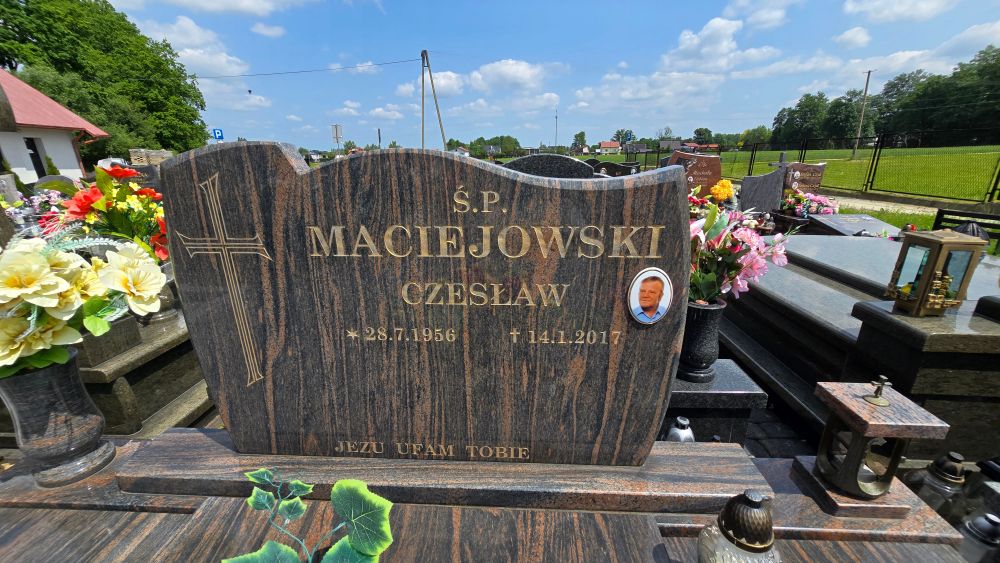 Ś.P.
MACIEJOWSKI
CZESŁAW
✶ 28.7.1956 ✝ 14.1.2017
JEZU UFAM TOBIE
P